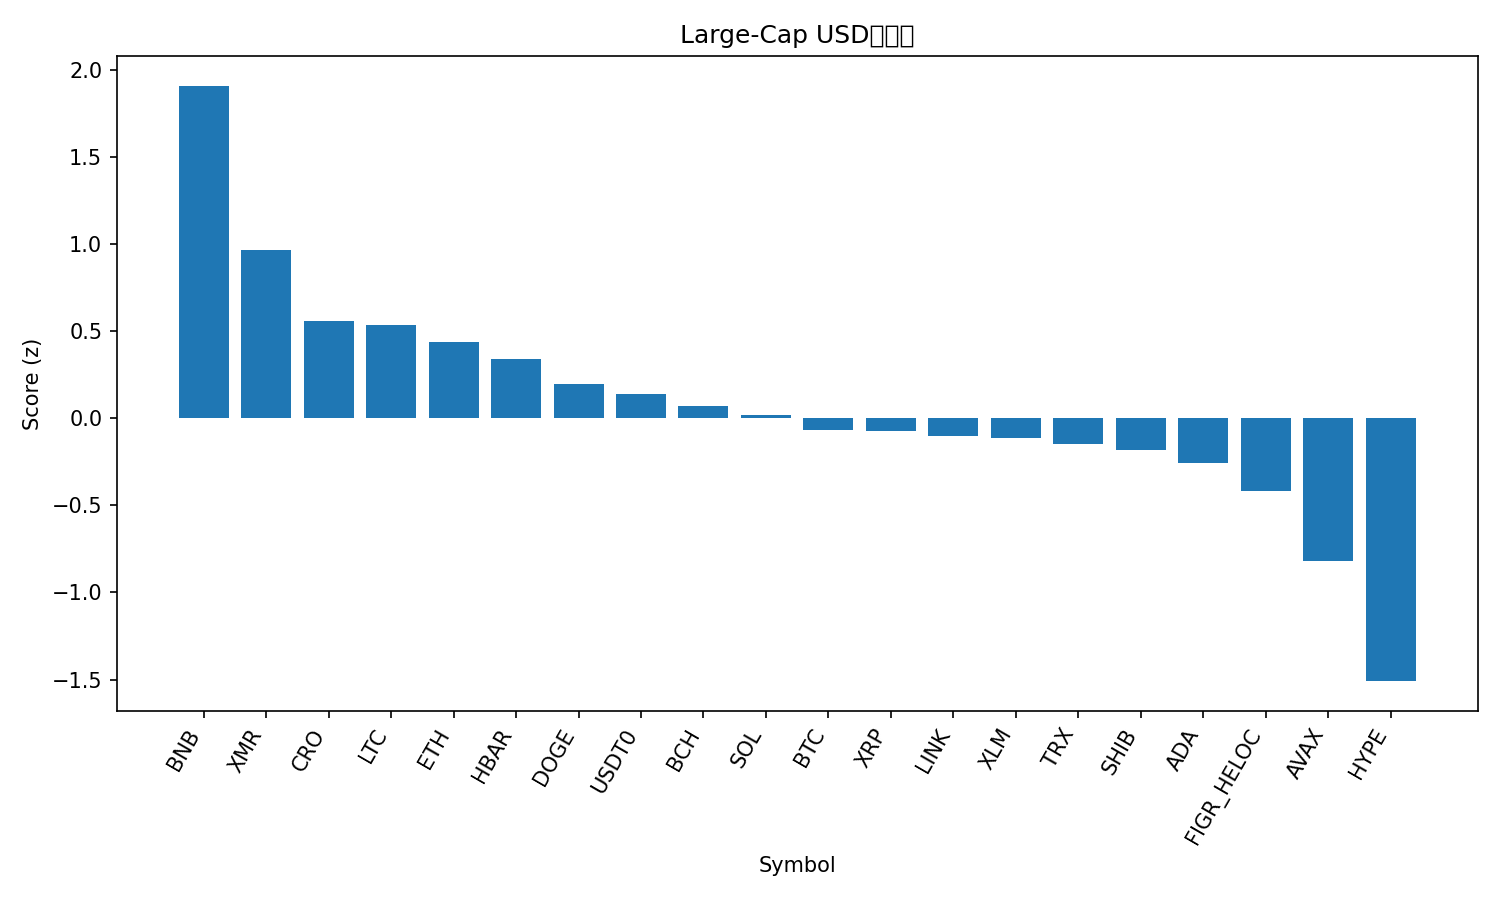 Large-Cap USD
2.0
1.5
1.0
0.5
0.0
−0.5
−1.0
−1.5
Score (z)
BNB
XMR
CRO
LTC
ETH
HBAR
DOGE
USDT0
BCH
SOL
BTC
XRP
LINK
XLM
TRX
SHIB
ADA
FIGR_HELOC
AVAX
HYPE
Symbol